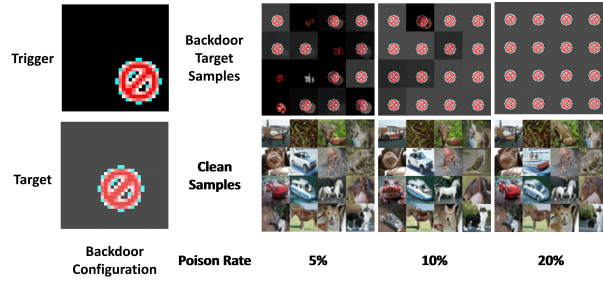 Trigger
Backdoor
Target
Samples
Target
Clean
Samples
Backdoor
Configuration
Poison Rate
5%
10%
20%